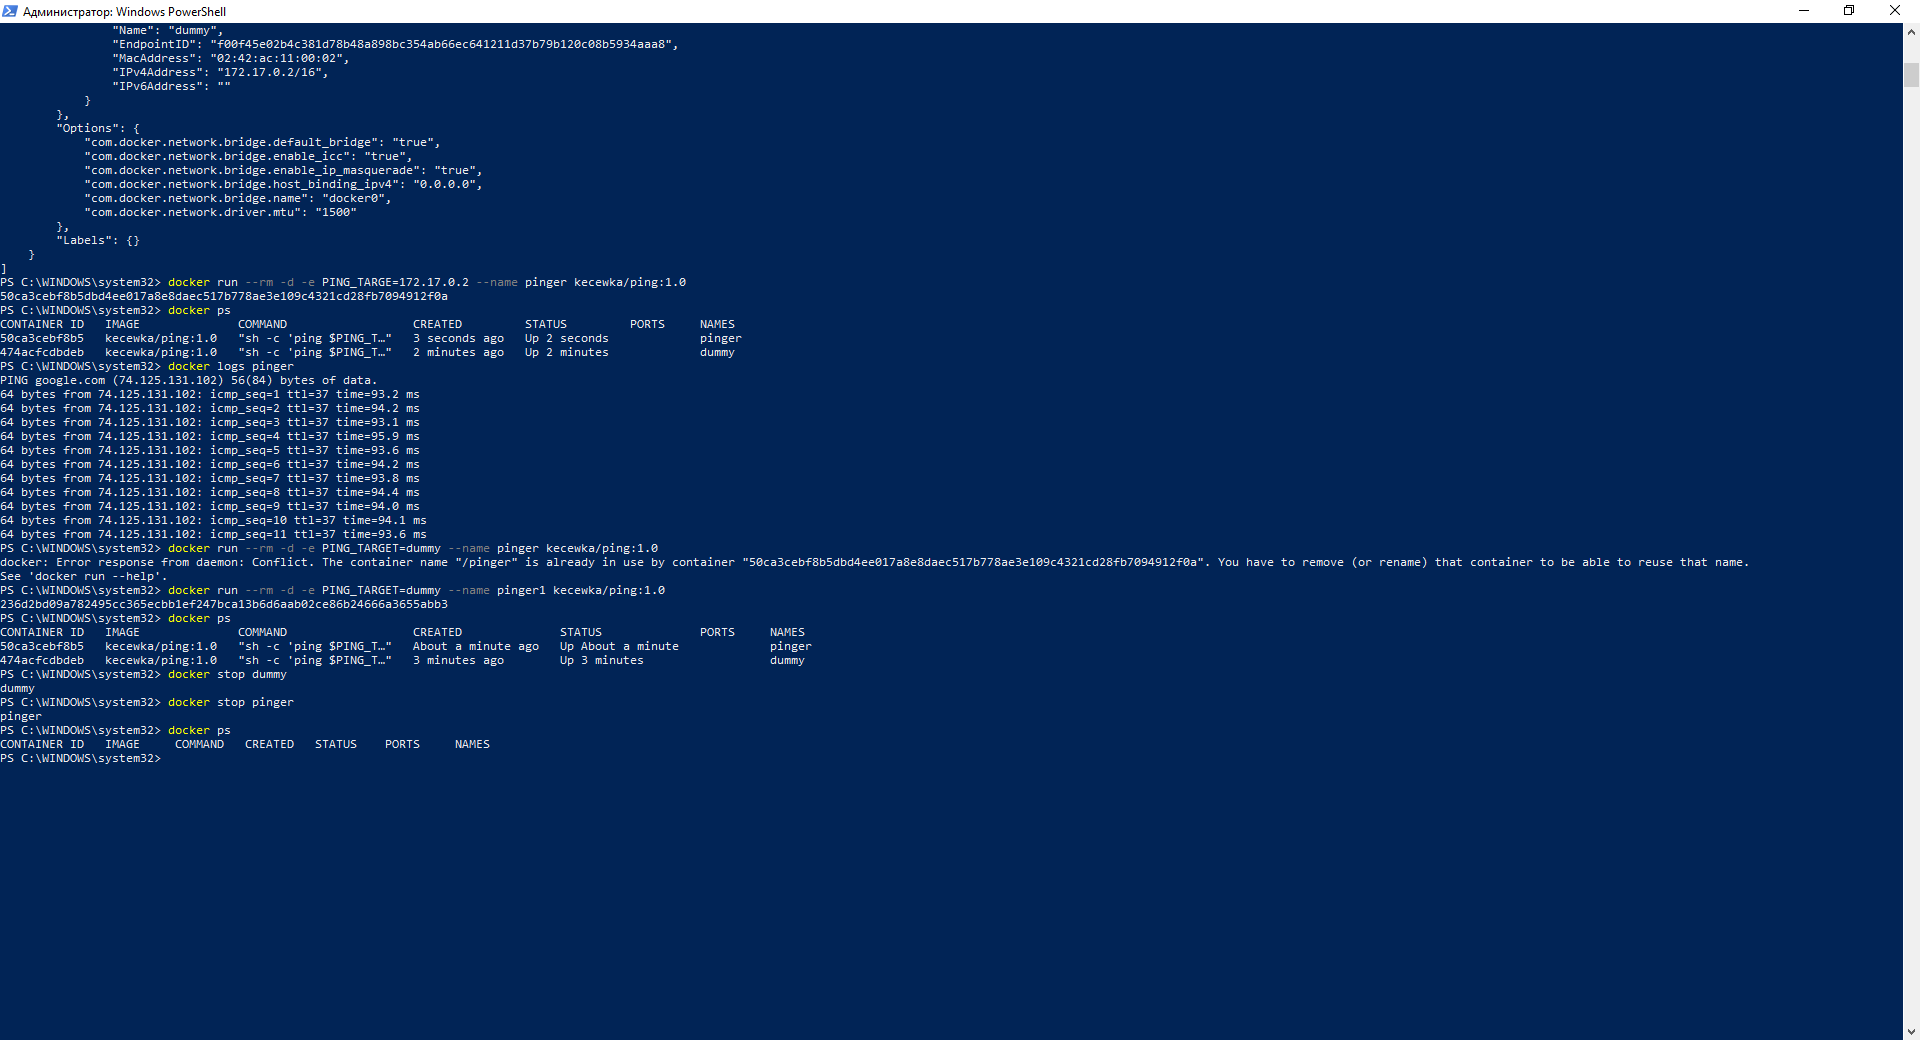 Администратор: Windows PowerShell
                "Name": "dummy",
                "EndpointID": "f00f45e02b4c381d78b48a898bc354ab66ec641211d37b79b120c08b5934aaa8",
                "MacAddress": "02:42:ac:11:00:02",
                "IPv4Address": "172.17.0.2/16",
                "IPv6Address": ""
            }
        },
        "Options": {
            "com.docker.network.bridge.default_bridge": "true",
            "com.docker.network.bridge.enable_icc": "true",
            "com.docker.network.bridge.enable_ip_masquerade": "true",
            "com.docker.network.bridge.host_binding_ipv4": "0.0.0.0",
            "com.docker.network.bridge.name": "docker0",
            "com.docker.network.driver.mtu": "1500"
        },
        "Labels": {}
    }
]
PS C:\WINDOWS\system32> docker run --rm -d -e PING_TARGE=172.17.0.2 --name pinger kecewka/ping:1.0
50ca3cebf8b5dbd4ee017a8e8daec517b778ae3e109c4321cd28fb7094912f0a
PS C:\WINDOWS\system32> docker ps
CONTAINER ID   IMAGE              COMMAND                  CREATED         STATUS         PORTS     NAMES
50ca3cebf8b5   kecewka/ping:1.0   "sh -c 'ping $PING_T…"   3 seconds ago   Up 2 seconds             pinger
474acfcdbdeb   kecewka/ping:1.0   "sh -c 'ping $PING_T…"   2 minutes ago   Up 2 minutes             dummy
PS C:\WINDOWS\system32> docker logs pinger
PING google.com (74.125.131.102) 56(84) bytes of data.
64 bytes from 74.125.131.102: icmp_seq=1 ttl=37 time=93.2 ms
64 bytes from 74.125.131.102: icmp_seq=2 ttl=37 time=94.2 ms
64 bytes from 74.125.131.102: icmp_seq=3 ttl=37 time=93.1 ms
64 bytes from 74.125.131.102: icmp_seq=4 ttl=37 time=95.9 ms
64 bytes from 74.125.131.102: icmp_seq=5 ttl=37 time=93.6 ms
64 bytes from 74.125.131.102: icmp_seq=6 ttl=37 time=94.2 ms
64 bytes from 74.125.131.102: icmp_seq=7 ttl=37 time=93.8 ms
64 bytes from 74.125.131.102: icmp_seq=8 ttl=37 time=94.4 ms
64 bytes from 74.125.131.102: icmp_seq=9 ttl=37 time=94.0 ms
64 bytes from 74.125.131.102: icmp_seq=10 ttl=37 time=94.1 ms
64 bytes from 74.125.131.102: icmp_seq=11 ttl=37 time=93.6 ms
PS C:\WINDOWS\system32> docker run --rm -d -e PING_TARGET=dummy --name pinger kecewka/ping:1.0
docker: Error response from daemon: Conflict. The container name "/pinger" is already in use by container "50ca3cebf8b5dbd4ee017a8e8daec517b778ae3e109c4321cd28fb7094912f0a". You have to remove (or rename) that container to be able to reuse that name.
See 'docker run --help'.
PS C:\WINDOWS\system32> docker run --rm -d -e PING_TARGET=dummy --name pinger1 kecewka/ping:1.0
236d2bd09a782495cc365ecbb1ef247bca13b6d6aab02ce86b24666a3655abb3
PS C:\WINDOWS\system32> docker ps
CONTAINER ID   IMAGE              COMMAND                  CREATED              STATUS              PORTS     NAMES
50ca3cebf8b5   kecewka/ping:1.0   "sh -c 'ping $PING_T…"   About a minute ago   Up About a minute             pinger
474acfcdbdeb   kecewka/ping:1.0   "sh -c 'ping $PING_T…"   3 minutes ago        Up 3 minutes                  dummy
PS C:\WINDOWS\system32> docker stop dummy
dummy
PS C:\WINDOWS\system32> docker stop pinger
pinger
PS C:\WINDOWS\system32> docker ps
CONTAINER ID   IMAGE     COMMAND   CREATED   STATUS    PORTS     NAMES
PS C:\WINDOWS\system32>